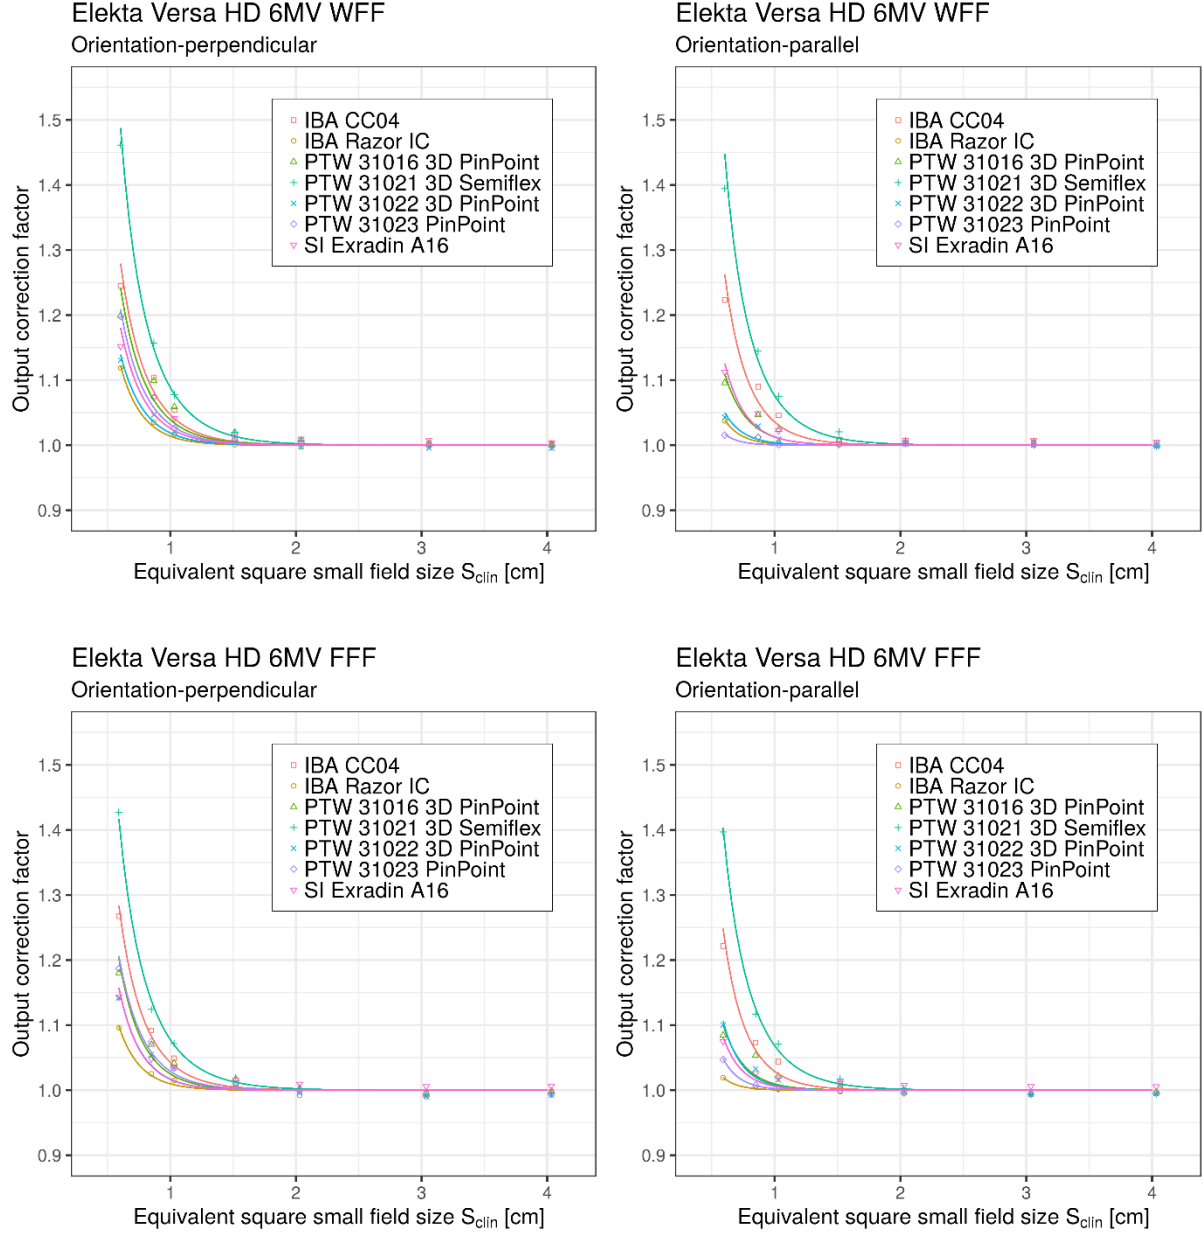 Elekta Versa HD 6MV WFF
Orientation-perpendicular
Output correction factor
1.5
1.4
1.3
1.2
1.1
1.0
0.9
IBA CC04
IBA Razor IC
PTW 31016 3D PinPoint
PTW 31021 3D Semiflex
PTW 31022 3D PinPoint
PTW 31023 PinPoint
SI Exradin A16
1 2 3 4
Equivalent square small field size Sclin [cm]
Elekta Versa HD 6MV WFF
Orientation-parallel
Output correction factor
1.5
1.4
1.3
1.2
1.1
1.0
0.9
IBA CC04
IBA Razor IC
PTW 31016 3D PinPoint
PTW 31021 3D Semiflex
PTW 31022 3D PinPoint
PTW 31023 PinPoint
SI Exradin A16
1 2 3 4
Equivalent square small field size Sclin [cm]
Elekta Versa HD 6MV FFF
Orientation-perpendicular
Output correction factor
1.5
1.4
1.3
1.2
1.1
1.0
0.9
IBA CC04
IBA Razor IC
PTW 31016 3D PinPoint
PTW 31021 3D Semiflex
PTW 31022 3D PinPoint
PTW 31023 PinPoint
SI Exradin A16
1 2 3 4
Equivalent square small field size Sclin [cm]
Elekta Versa HD 6MV FFF
Orientation-parallel
Output correction factor
1.5
1.4
1.3
1.2
1.1
1.0
0.9
IBA CC04
IBA Razor IC
PTW 31016 3D PinPoint
PTW 31021 3D Semiflex
PTW 31022 3D PinPoint
PTW 31023 PinPoint
SI Exradin A16
1 2 3 4
Equivalent square small field size Sclin [cm]